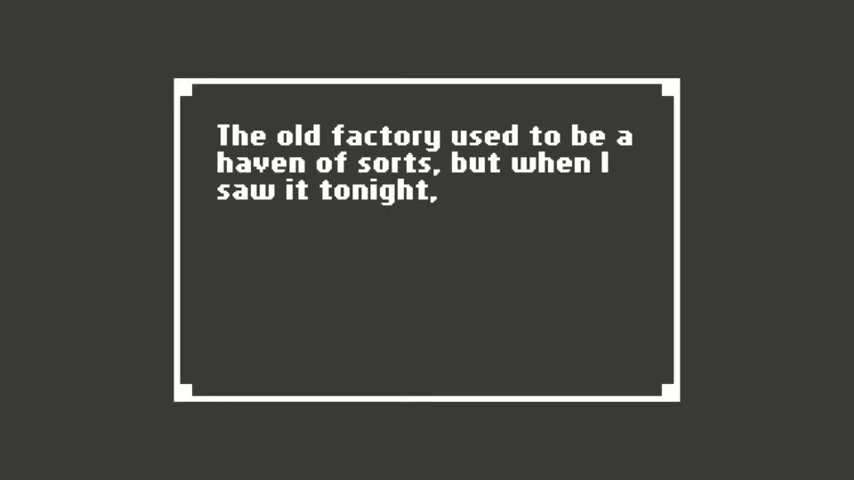 The old factory used to be a
haven of sorts, but when I
saw it tonight,